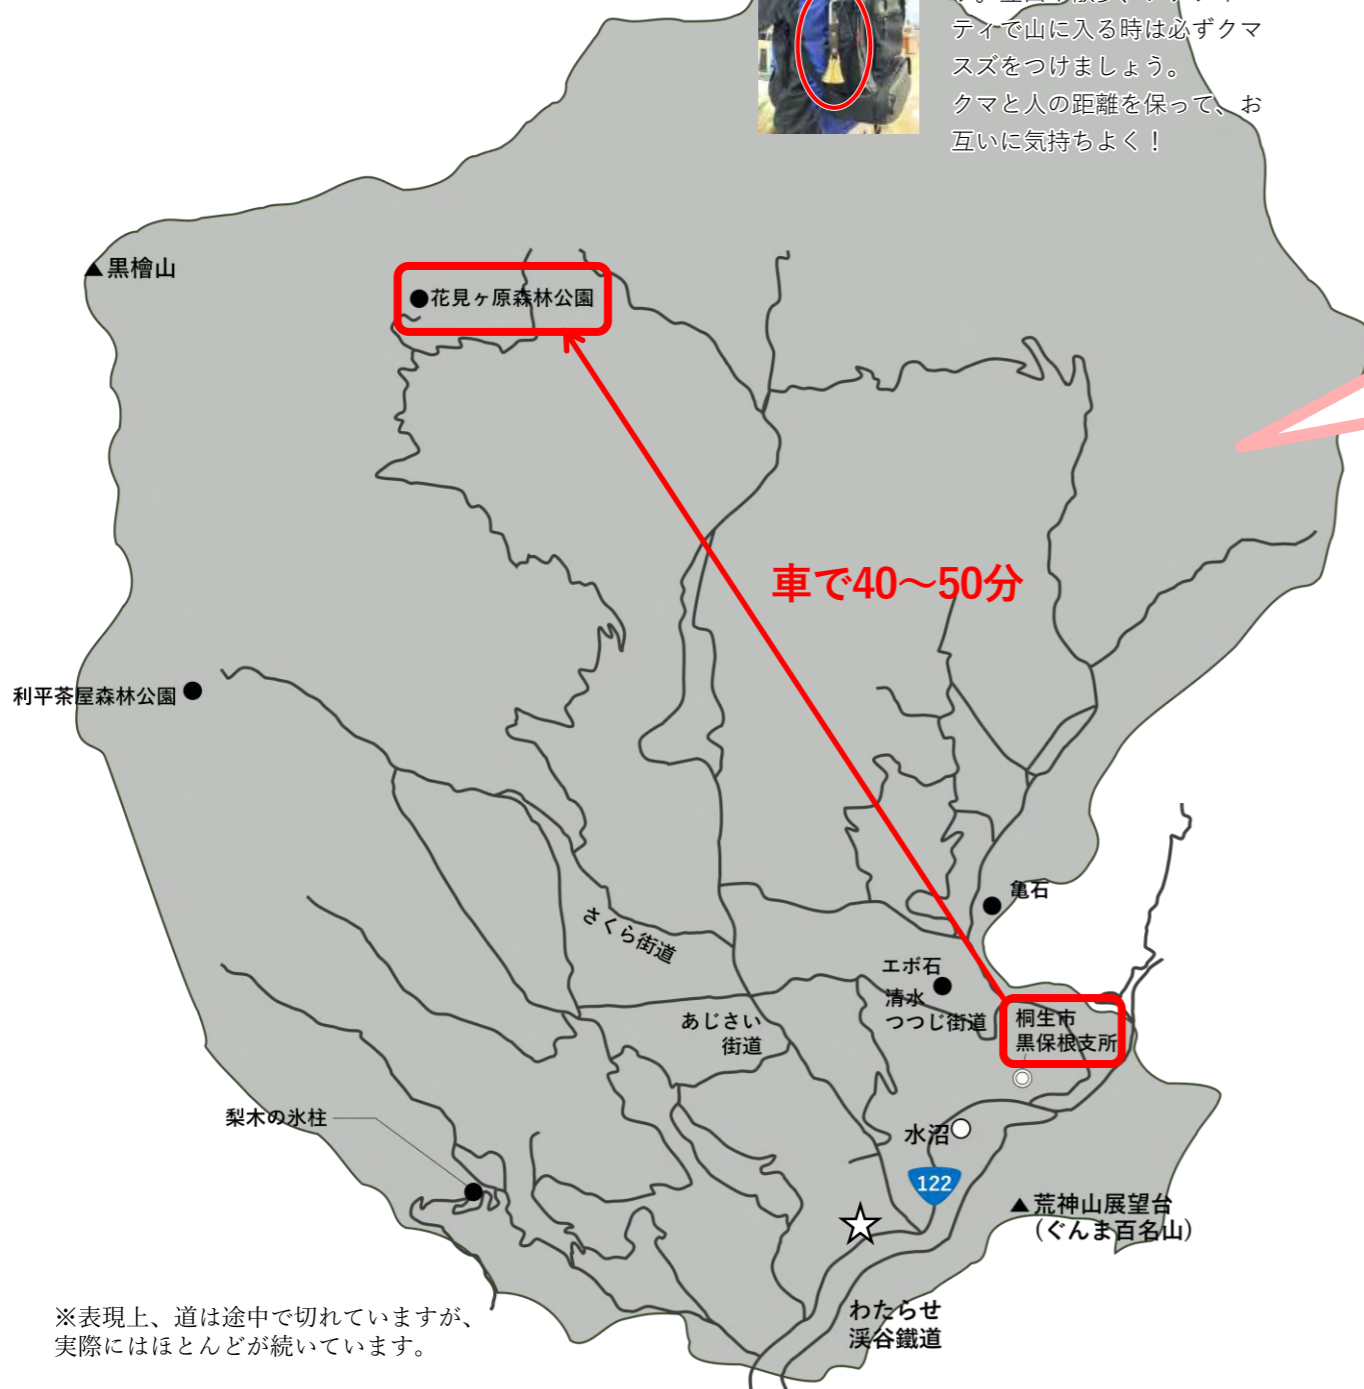 ティで山に入る時は必ずクマ
スズをつけましょう。
クマと人の距離を保って、お
互いに気持ちよく！
▲黒檜山
●花見ヶ原森林公園
車で40～50分
利平茶屋森林公園
亀石
さくら街道
エボ石
清水
つつじ街道
あじさい
街道
桐生市
黒保根支所
梨木の氷柱
水沼
122
▲荒神山展望台
（ぐんま百名山）
わたらせ
渓谷鐵道
※表現上、道は途中で切れていますが、
実際にはほとんどが続いています。